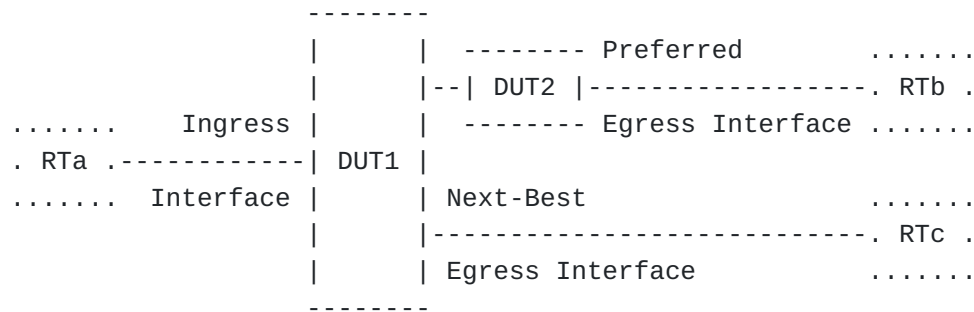 --------
|      |  -------- Preferred        .......
|      |--| DUT2 |------------------. RTb .
.......    Ingress |      |  -------- Egress Interface .......
. RTa .------------| DUT1 |
.......  Interface |      | Next-Best                 .......
|      |---------------------------. RTc .
|      | Egress Interface          .......
--------